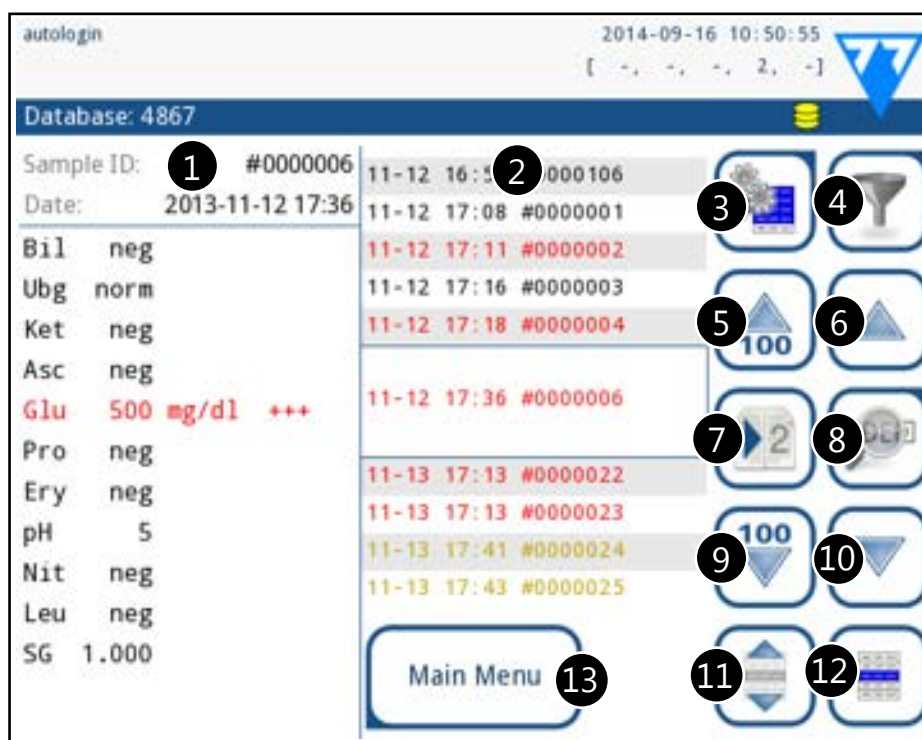 autologin
2014-09-16 10:50:55
[ -, -, -, 2, -]
77
Database: 4867
Sample ID: 1 #0000006
Date: 2013-11-12 17:36
Bil neg
Ubg norm
Ket neg
Asc neg
Glu 500 mg/dl +++
Pro neg
Ery neg
pH 5
Nit neg
Leu neg
SG 1.000
11-12 16:5 2 000106
11-12 17:08 #0000001
11-12 17:11 #0000002
11-12 17:16 #0000003
11-12 17:18 #0000004
11-12 17:36 #0000006
11-13 17:13 #0000022
11-13 17:13 #0000023
11-13 17:41 #0000024
11-13 17:43 #0000025
Main Menu 13
3
4
5 100
6
7 2
8
9 100
10
11
12